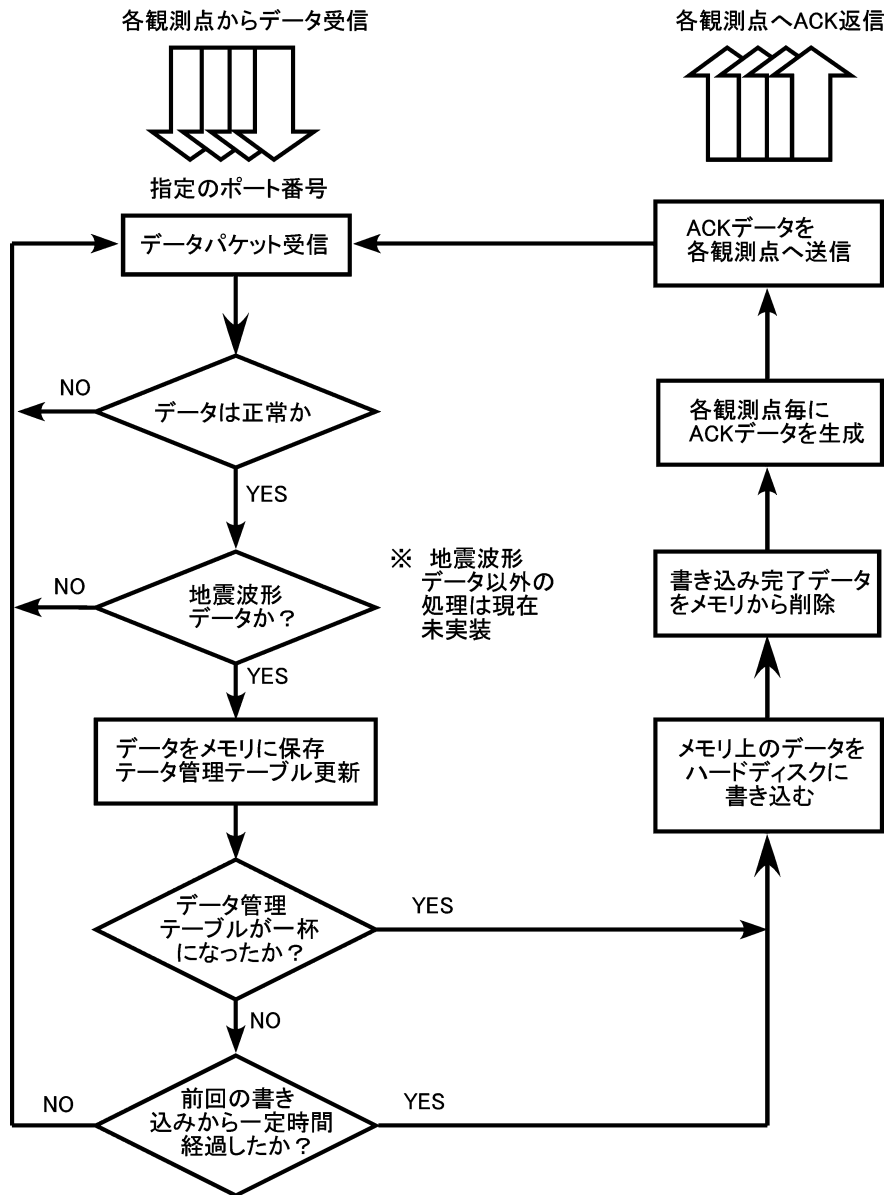 各観測点からデータ受信
各観測点へACK返信
指定のポート番号
データパケット受信
ACKデータを
各観測点へ送信
NO
データは正常か
各観測点毎に
ACKデータを生成
YES
※ 地震波形
データ以外の
処理は現在
未実装
NO
地震波形
データか？
書き込み完了データ
をメモリから削除
YES
データをメモリに保存
テータ管理テーブル更新
メモリ上のデータを
ハードディスクに
書き込む
データ管理
テーブルが一杯
になったか？
YES
NO
NO
前回の書き
込みから一定時間
経過したか？
YES